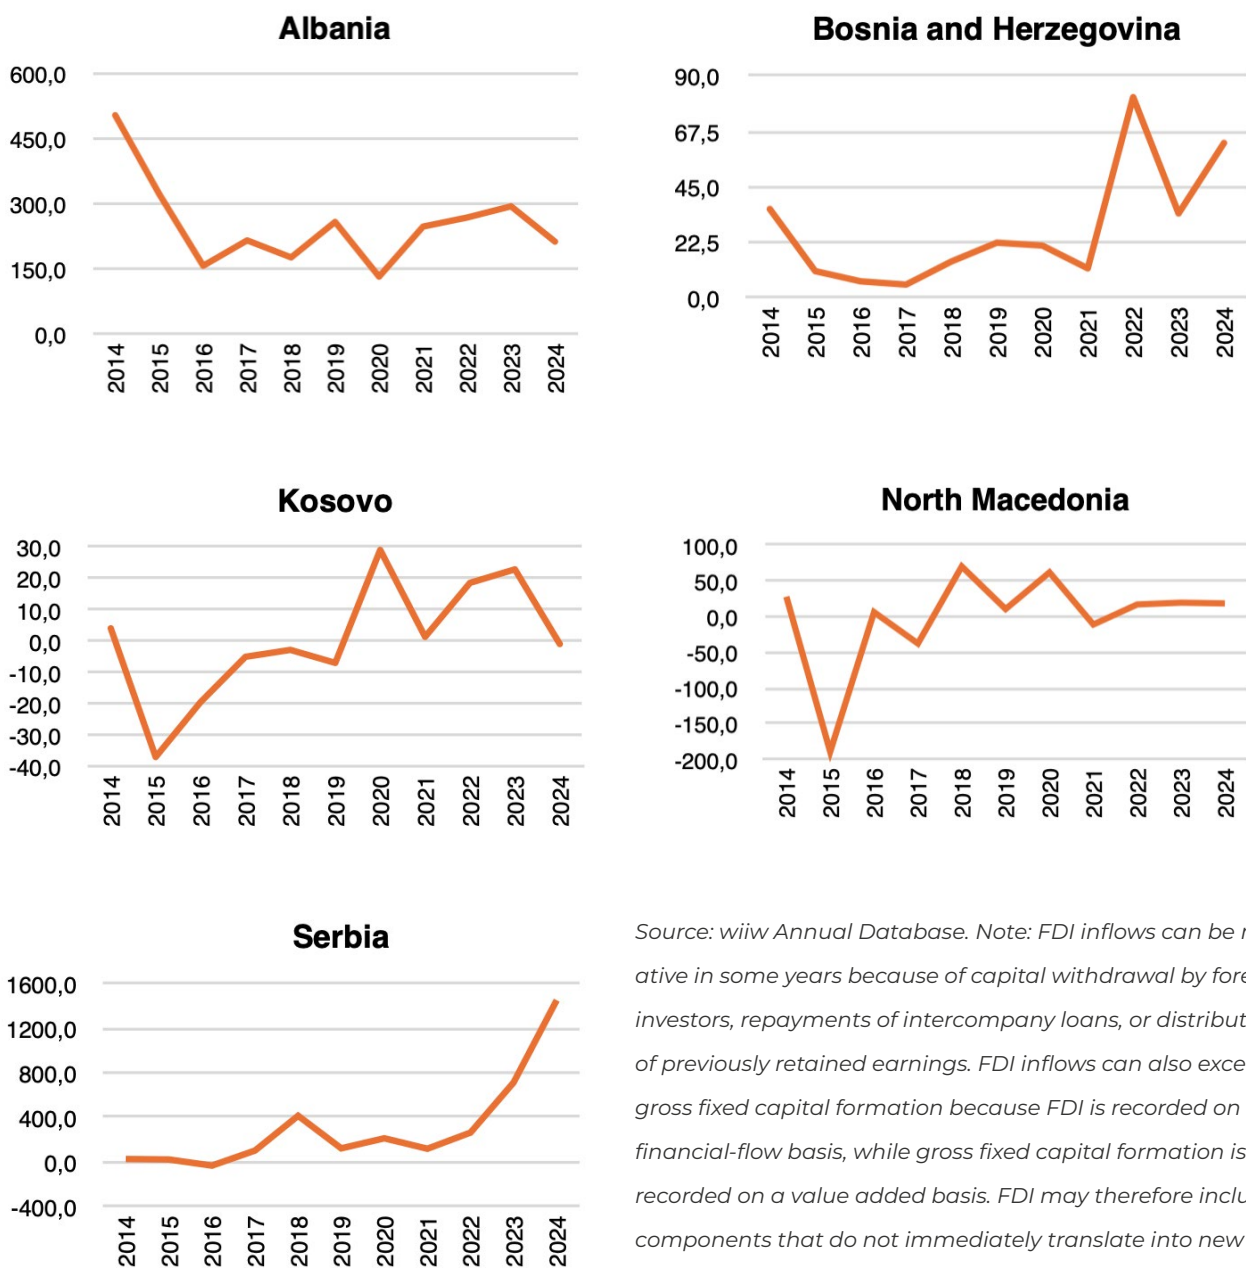 Albania
600,0
450,0
300,0
150,0
0,0
2014 2015 2016 2017 2018 2019 2020 2021 2022 2023 2024
Bosnia and Herzegovina
90,0
67,5
45,0
22,5
0,0
2014 2015 2016 2017 2018 2019 2020 2021 2022 2023 2024
Kosovo
30,0
20,0
10,0
0,0
-10,0
-20,0
-30,0
-40,0
2014 2015 2016 2017 2018 2019 2020 2021 2022 2023 2024
North Macedonia
100,0
50,0
0,0
-50,0
-100,0
-150,0
-200,0
2014 2015 2016 2017 2018 2019 2020 2021 2022 2023 2024
Serbia
1600,0
1200,0
800,0
400,0
0,0
-400,0
2014 2015 2016 2017 2018 2019 2020 2021 2022 2023 2024
Source: wiiw Annual Database. Note: FDI inflows can be
ative in some years because of capital withdrawal by
investors, repayments of intercompany loans, or
of previously retained earnings. FDI inflows can also
gross fixed capital formation because FDI is recorded on
financial-flow basis, while gross fixed capital formation is
recorded on a value added basis. FDI may therefore
components that do not immediately translate into new